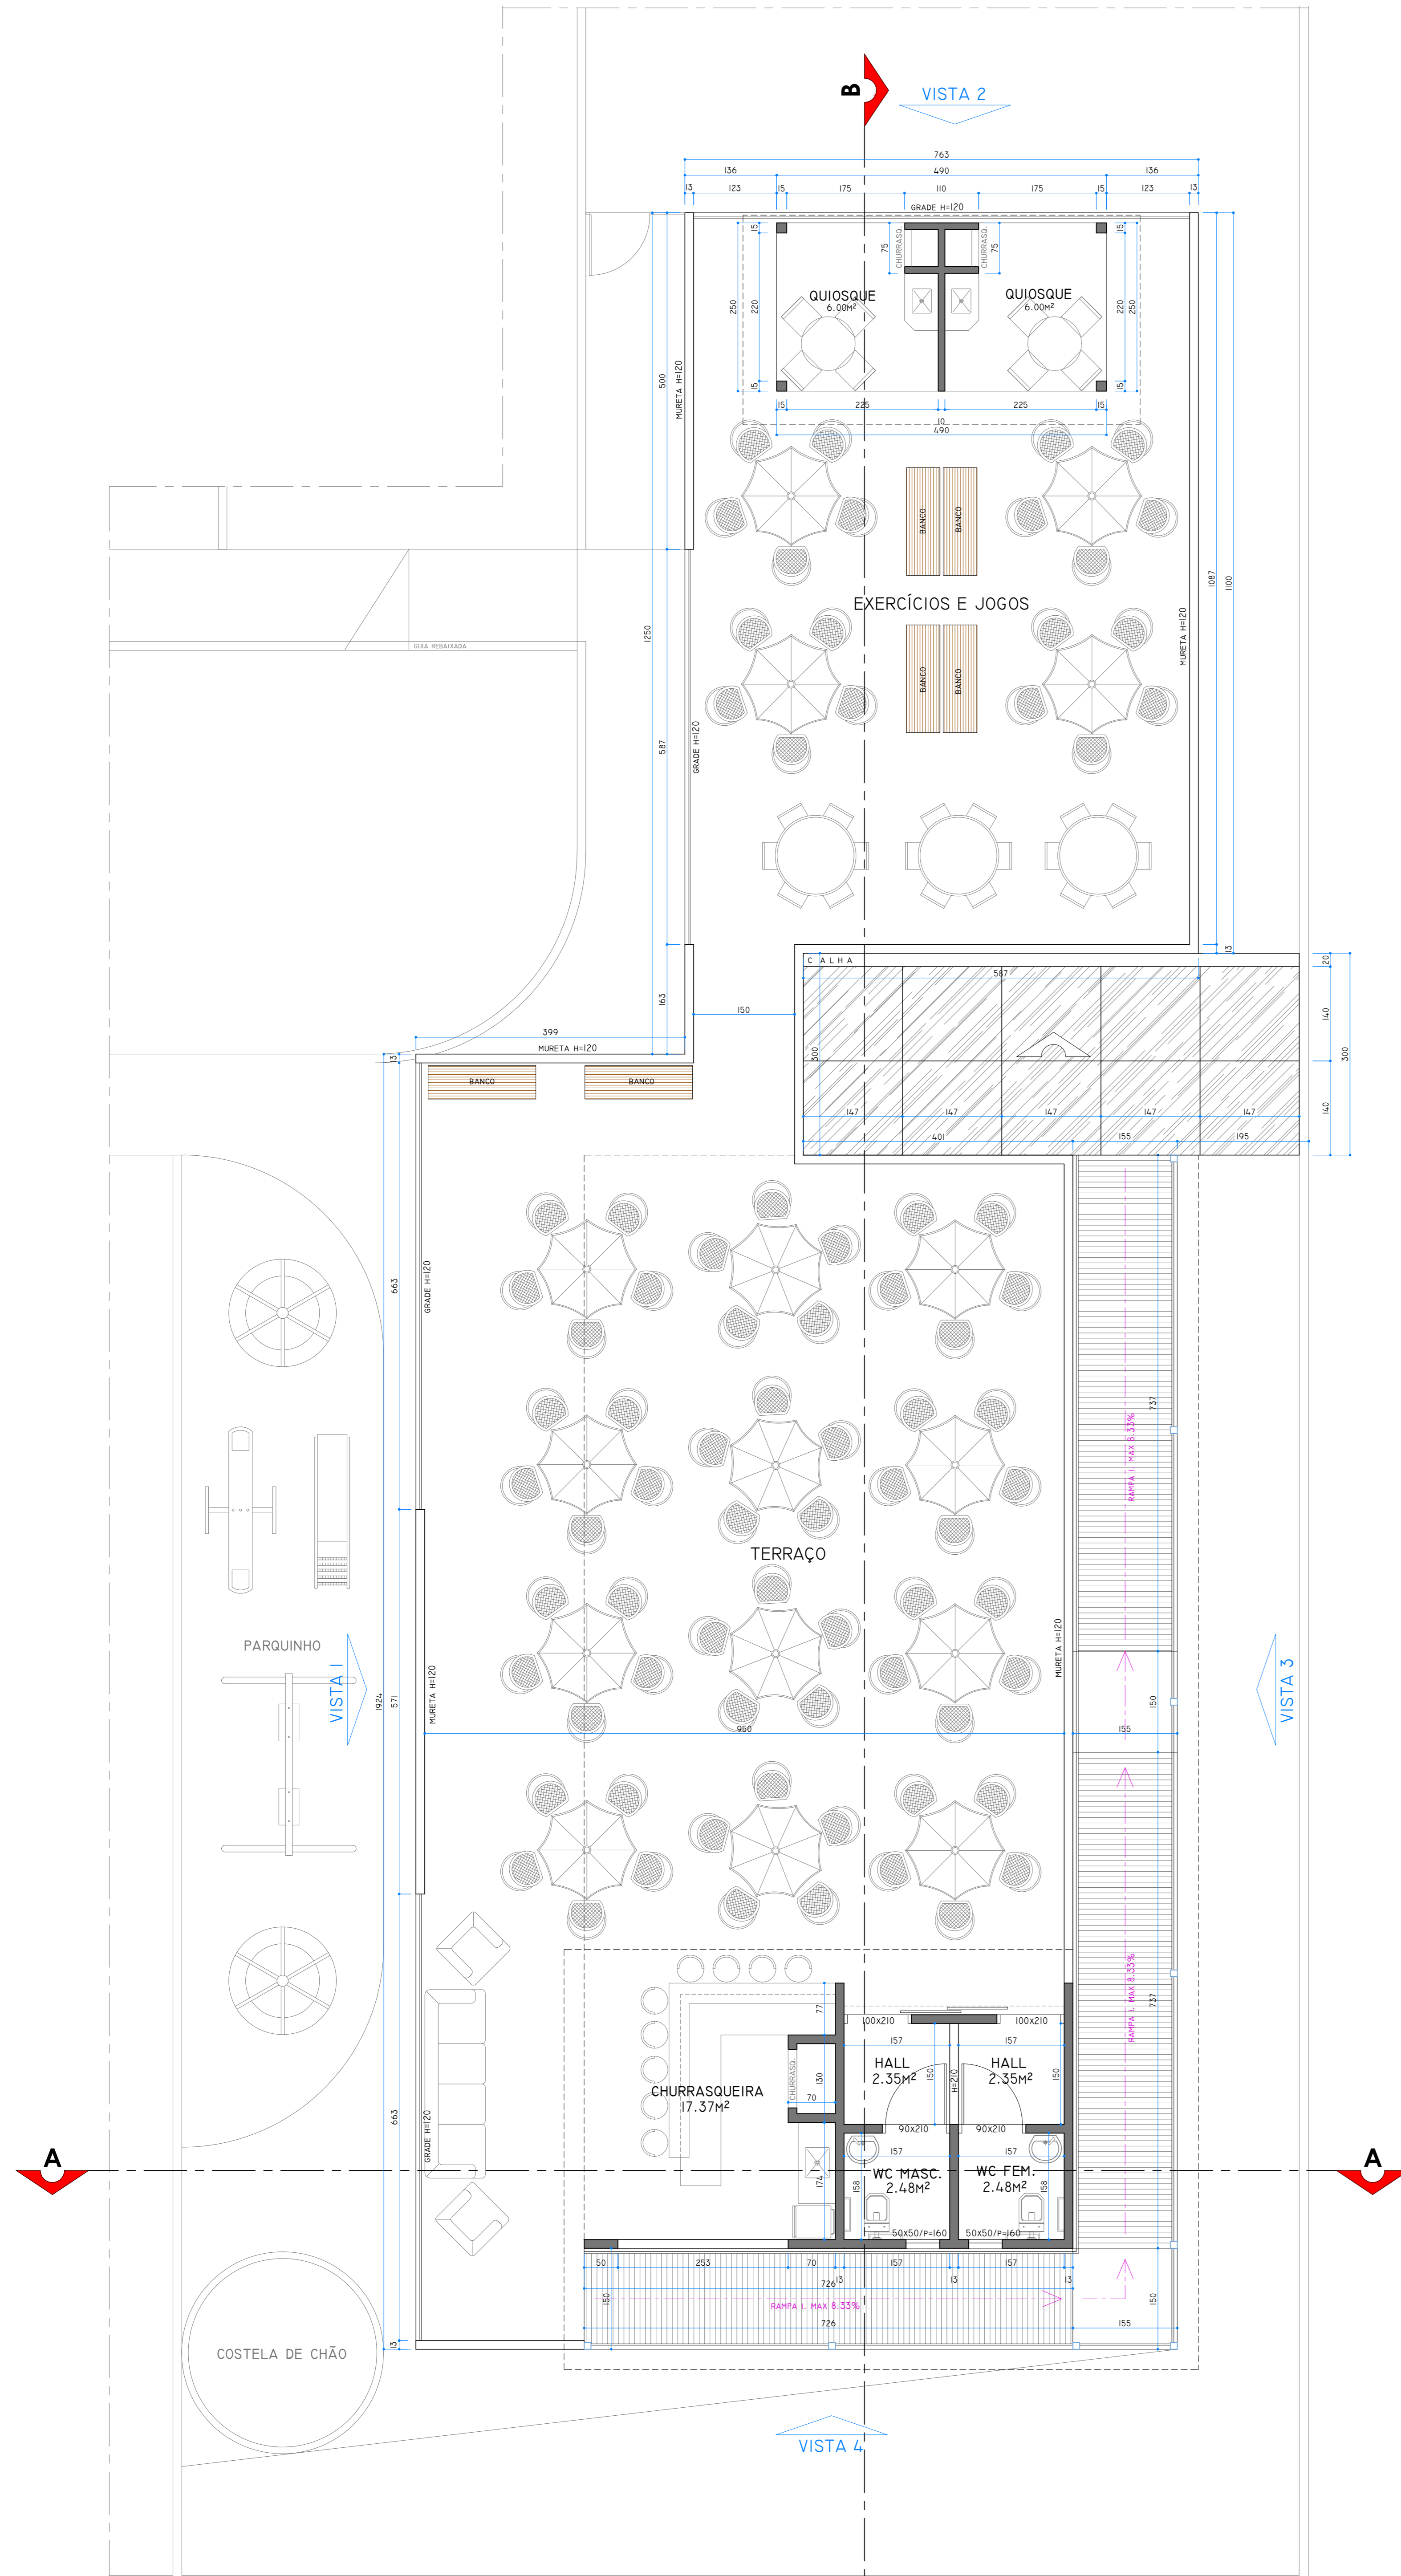 B
VISTA 2
763
136
490
136
13
123
15
175
110
175
15
123
13
GRADE H=120
15
75
CHURRASQ.
CHURRASQ.
75
15
250
220
QUIOSQUE
6.00M²
QUIOSQUE
6.00M²
220
250
15
15
500
MURETA H=120
15
225
225
15
10
490
BANCO
BANCO
EXERCÍCIOS E JOGOS
1087
1100
1250
GUIA REBAIXADA
MURETA H=120
BANCO
BANCO
587
GRADE H=120
13
CALHA
20
587
163
150
140
399
MURETA H=120
300
300
13
BANCO
BANCO
147
147
147
147
147
140
401
155
195
663
GRADE H=120
737
RAMPA I. MAX 8.33%
TERRAÇO
PARQUINHO
VISTA 1
1924
571
MURETA H=120
MURETA H=120
150
VISTA 3
950
155
RAMPA I. MAX 8.33%
737
77
100x210
100x210
157
157
HALL
2.35M²
HALL
2.35M²
150
H=210
150
CHURRASQ.
130
70
CHURRASQUEIRA
17.37M²
663
GRADE H=120
90x210
90x210
157
157
A
A
WC MASC.
2.48M²
WC FEM.
2.48M²
174
158
158
50x50/P=160
50x50/P=160
50
253
70
157
157
13
13
13
726
150
RAMPA I. MAX 8.33%
150
726
155
13
COSTELA DE CHÃO
VISTA 4